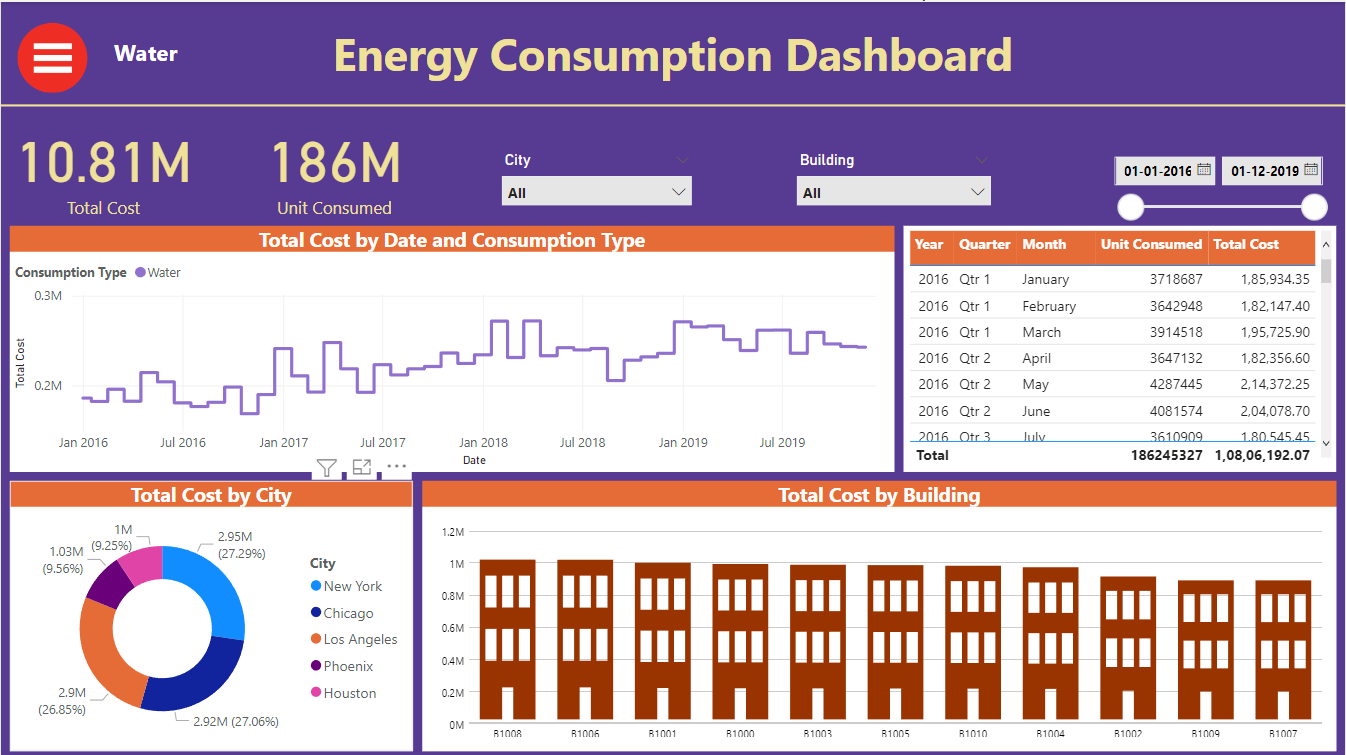 Water
Energy Consumption Dashboard
10.81M
Total Cost
186M
Unit Consumed
City
All
Building
All
01-01-2016
01-12-2019
Total Cost by Date and Consumption Type
Consumption Type Water
0.3M
0.2M
Total Cost
Jan 2016 Jul 2016 Jan 2017 Jul 2017 Jan 2018 Jul 2018 Jan 2019 Jul 2019
Date
Year Quarter Month Unit Consumed Total Cost
2016 Qtr 1 January 3718687 1,85,934.35
2016 Qtr 1 February 3642948 1,82,147.40
2016 Qtr 1 March 3914518 1,95,725.90
2016 Qtr 2 April 3647132 1,82,356.60
2016 Qtr 2 May 4287445 2,14,372.25
2016 Qtr 2 June 4081574 2,04,078.70
2016 Qtr 3 July 3610909 1,80,545.45
Total 186245327 1,08,06,192.07
Total Cost by City
1M
(9.25%)
2.95M
(27.29%)
1.03M
(9.56%)
2.9M
(26.85%)
2.92M (27.06%)
City
New York
Chicago
Los Angeles
Phoenix
Houston
Total Cost by Building
1.2M
1M
0.8M
0.6M
0.4M
0.2M
0M
B1008 B1006 B1001 B1000 B1003 B1005 B1010 B1004 B1002 B1009 B1007